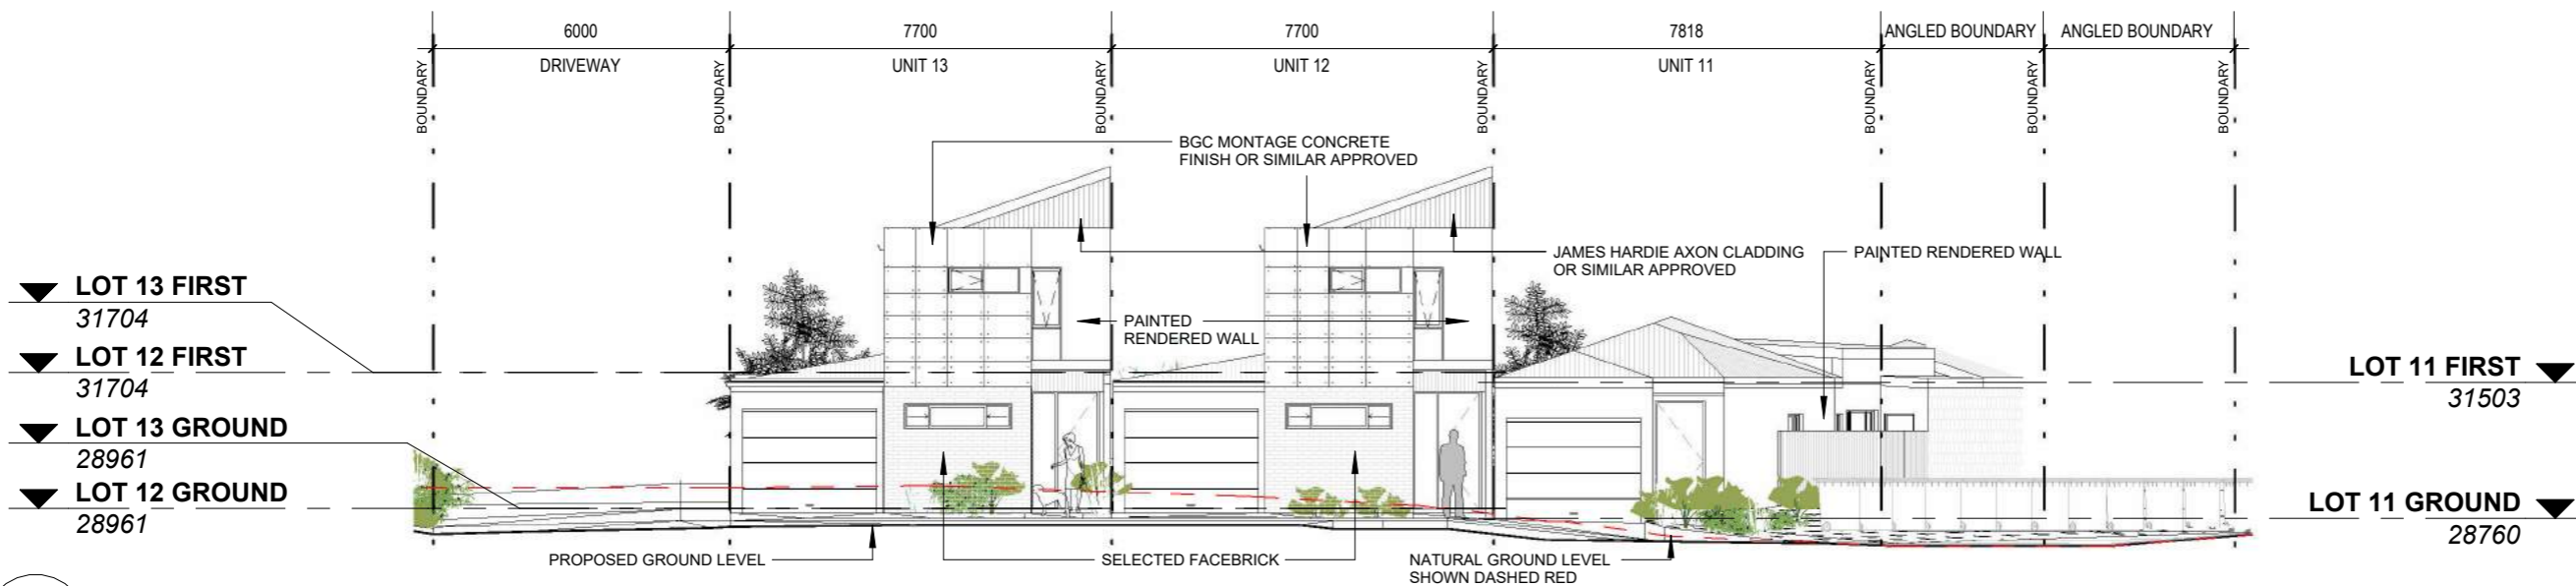 6000
7700
7700
7818
ANGLED BOUNDARY
ANGLED BOUNDARY
DRIVEWAY
UNIT 13
UNIT 12
UNIT 11
BOUNDARY
BOUNDARY
BOUNDARY
BOUNDARY
BOUNDARY
BOUNDARY
BOUNDARY
BGC MONTAGE CONCRETE
FINISH OR SIMILAR APPROVED
JAMES HARDIE AXON CLADDING
OR SIMILAR APPROVED
PAINTED RENDERED WALL
LOT 13 FIRST
31704
PAINTED
RENDERED WALL
LOT 12 FIRST
31704
LOT 11 FIRST
31503
LOT 13 GROUND
28961
LOT 12 GROUND
28961
LOT 11 GROUND
28760
PROPOSED GROUND LEVEL
SELECTED FACEBRICK
NATURAL GROUND LEVEL
SHOWN DASHED RED